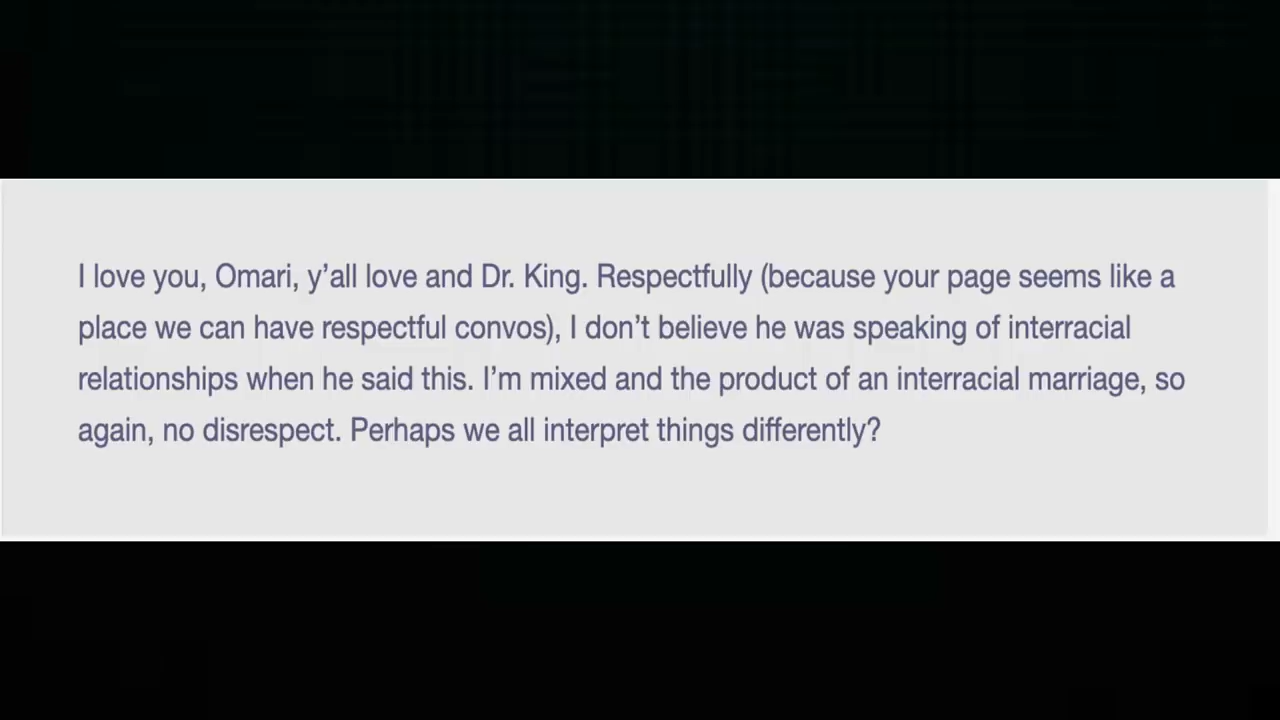 I love you, Omari, y’all love and Dr. King. Respectfully (because your page seems like a
place we can have respectful convos), I don’t believe he was speaking of interracial
relationships when he said this. I’m mixed and the product of an interracial marriage, so
again, no disrespect. Perhaps we all interpret things differently?